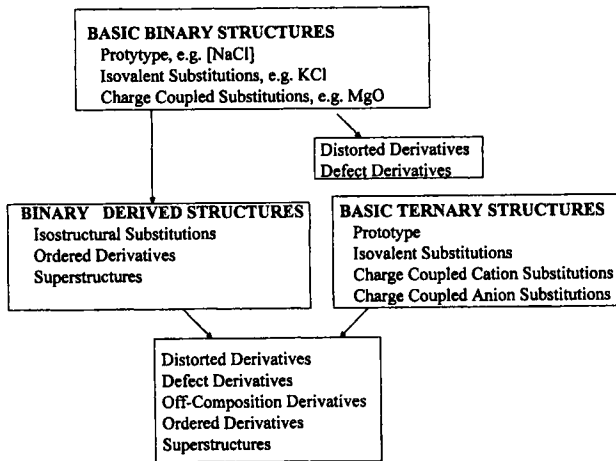 BASIC BINARY STRUCTURES
Protytype, e.g. [NaCl}
Isovalent Substitutions, e.g. KCl
Charge Coupled Substitutions, e.g. MgO
Distorted Derivatives
Defect Derivatives
BINARY DERIVED STRUCTURES
Isostructural Substitutions
Ordered Derivatives
Superstructures
BASIC TERNARY STRUCTURES
Prototype
Isovalent Substitutions
Charge Coupled Cation Substitutions
Charge Coupled Anion Substitutions
Distorted Derivatives
Defect Derivatives
Off-Composition Derivatives
Ordered Derivatives
Superstructures